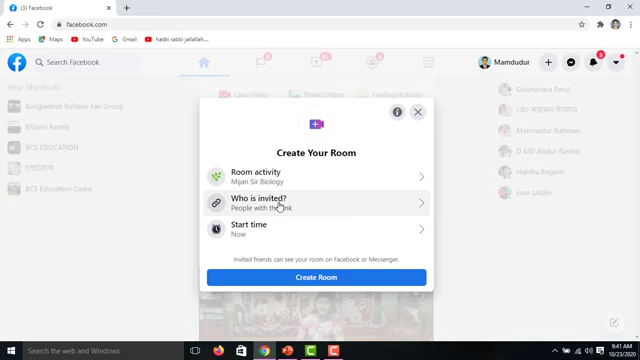 (3) Facebook
facebook.com
Apps
Maps
YouTube
Gmail
hasbi rabbi jallallah...
Search Facebook
Mamdudur
Your Shortcuts
Bangladesh Railway Fan Group
Mijan's Family
BCS EDUCATION
BCS Education Cadre
Live Video
Photo/Video
Feeling/Activity
Create Your Room
Room activity
Mijan Sir Biology
Who is invited?
People with the link
Start time
Now
Invited friends can see your room on Facebook or Messenger.
Create Room
Gulshanara Parul
Mahmudur Rahman
D MD Abdur Rashid
Habiba Begom
Enar Uddin
Search the Web and Windows
9:41 AM
10/23/2020